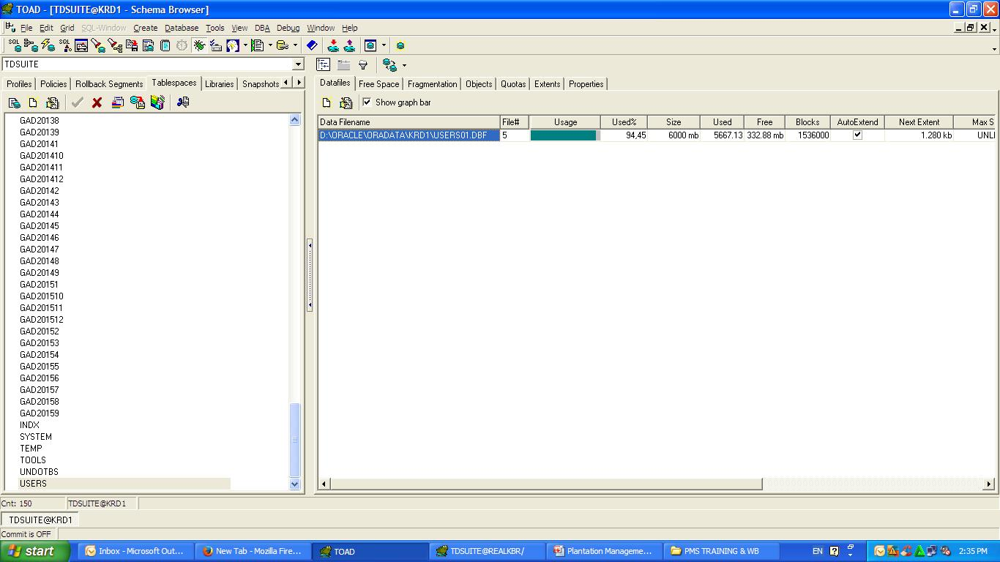 TOAD - [TDSUITE@KRD1 - Schema Browser]
File Edit Grid SQL-Window Create Database Tools View DBA Debug Window Help
SQL SQL
TDSUITE
Profiles Policies Rollback Segments Tablespaces Libraries Snapshots
Datafiles Free Space Fragmentation Objects Quotas Extents Properties
Show graph bar
Data Filename File# Usage Used% Size Used Free Blocks AutoExtend Next Extent Max S
D:\ORACLE\ORADATA\KRD1\USERS01.DBF 5 94,45 6000 mb 5667.13 332.88 mb 1536000 1.280 kb UNLI
GAD20138
GAD20139
GAD20141
GAD201410
GAD201411
GAD201412
GAD20142
GAD20143
GAD20144
GAD20145
GAD20146
GAD20147
GAD20148
GAD20149
GAD20151
GAD201510
GAD201511
GAD201512
GAD20152
GAD20153
GAD20154
GAD20155
GAD20156
GAD20157
GAD20158
GAD20159
INDX
SYSTEM
TEMP
TOOLS
UNDOTBS
USERS
Cnt: 150 TDSUITE@KRD1
TDSUITE@KRD1
Commit is OFF
start Inbox - Microsoft Out... New Tab - Mozilla Fire... TOAD TDSUITE@REALKBR/ Plantation Manageme... PMS TRAINING & WB EN 2:35 PM